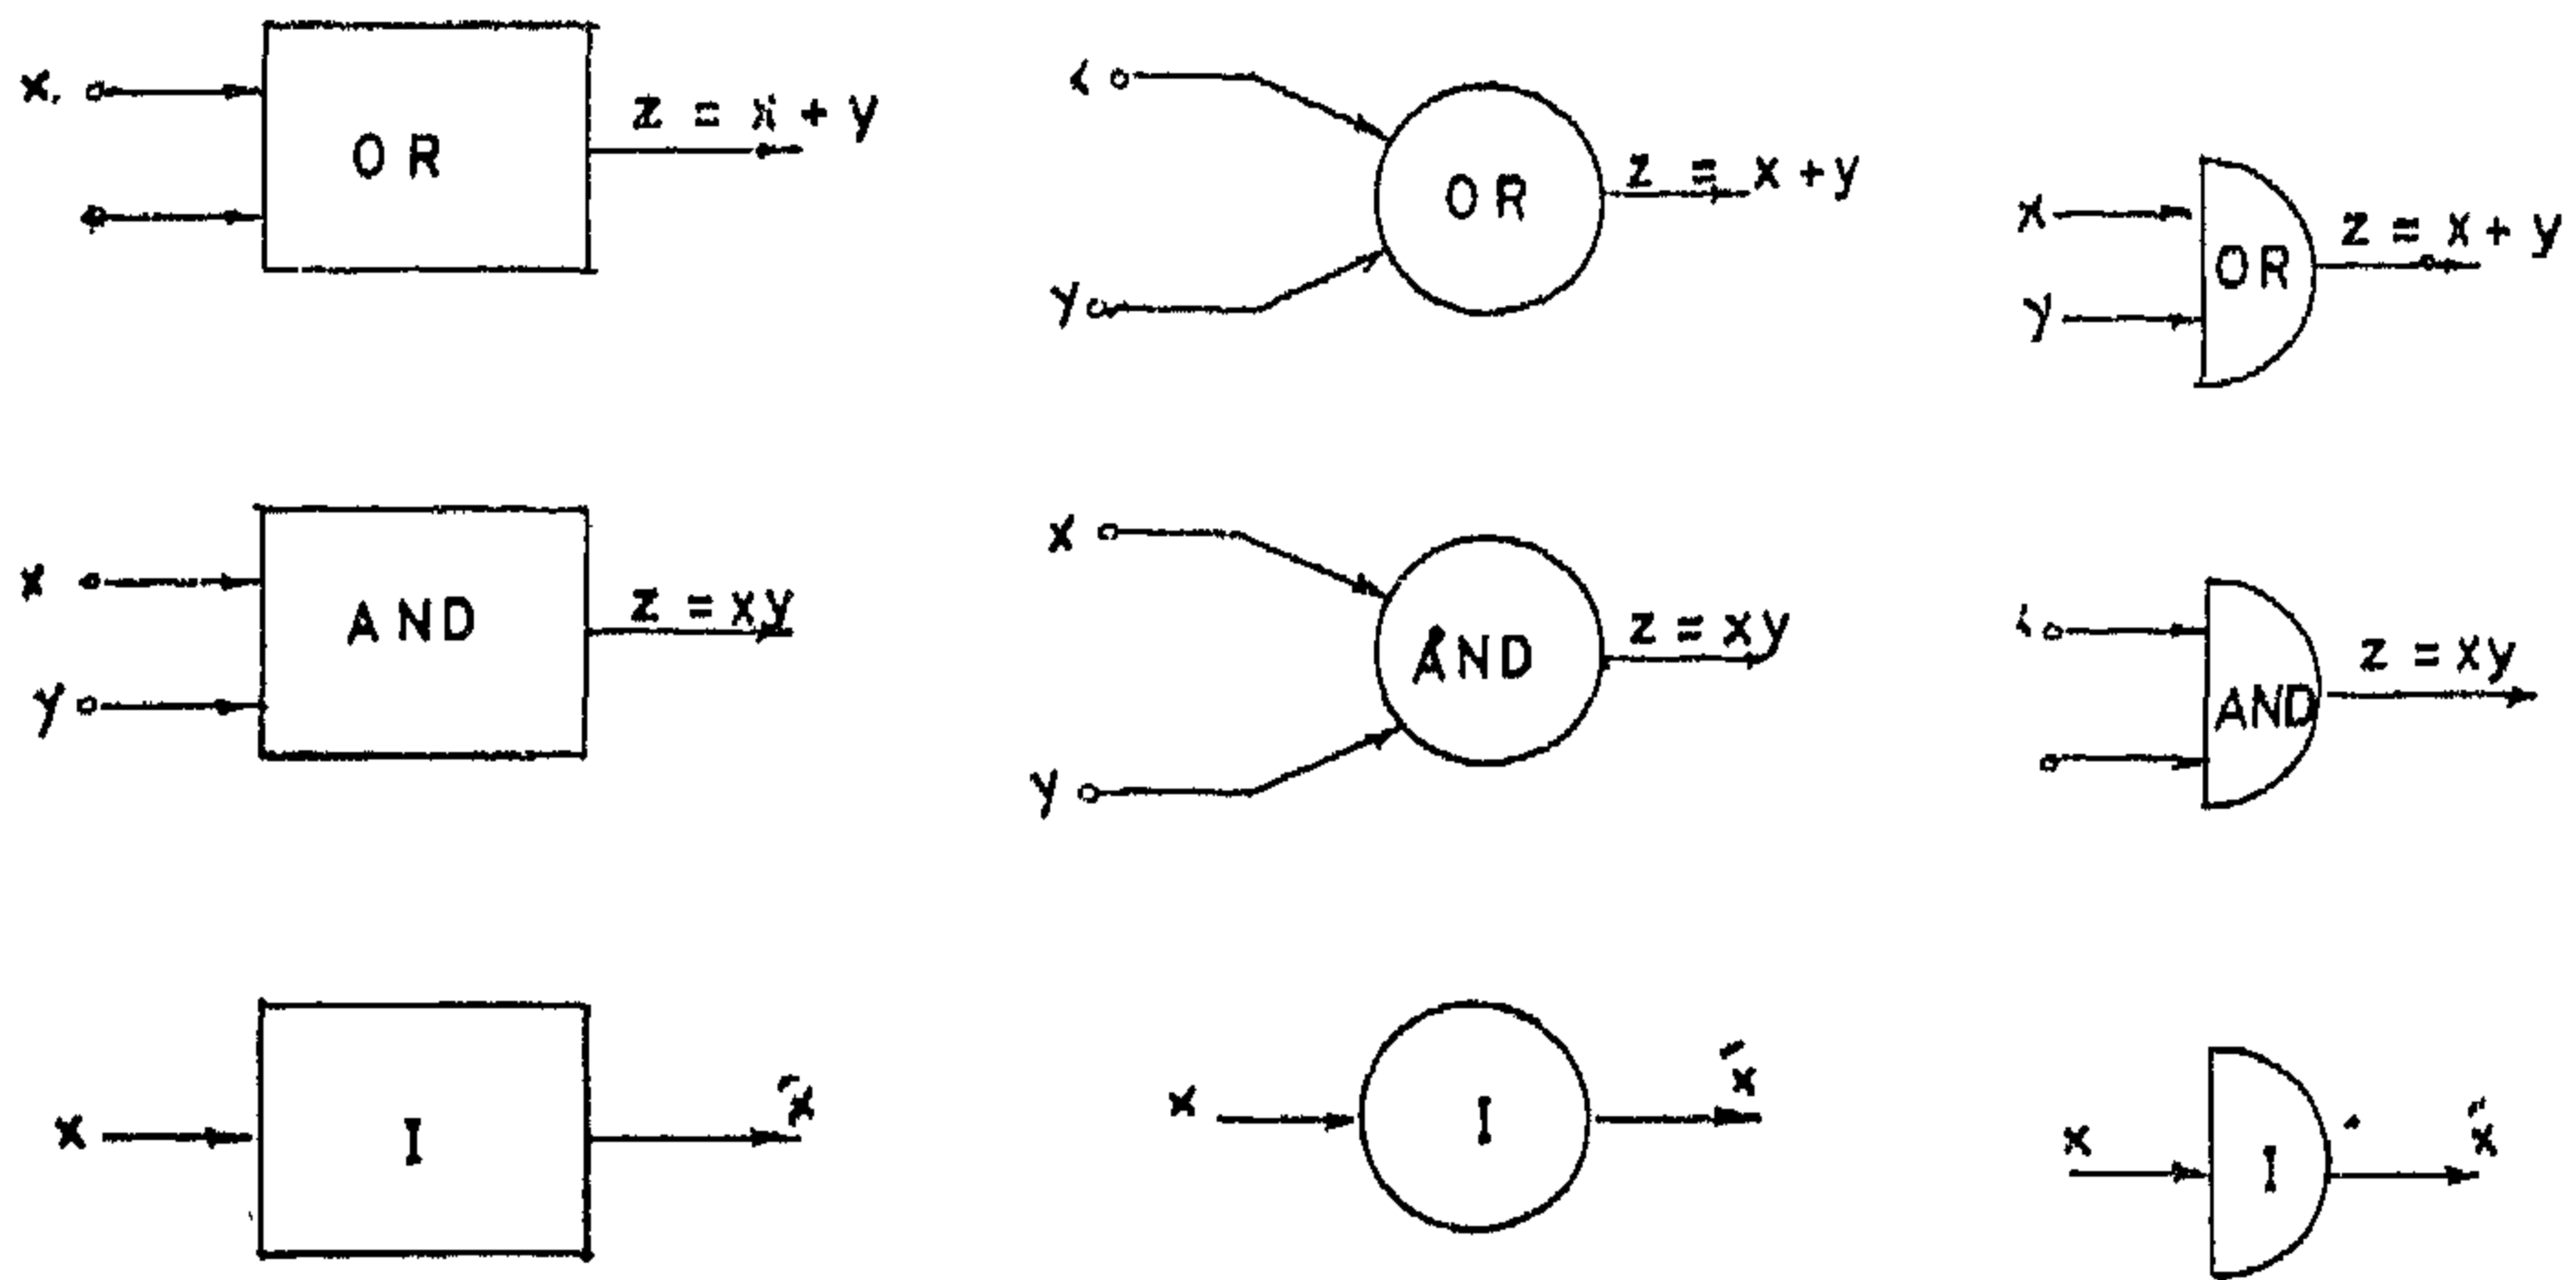 x
OR
z = x + y
OR
y
z = x + y
x
y
OR
z = x + y
x
y
AND
z = xy
x
y
AND
z = xy
AND
z = xy
x
I
x̄
x
I
x̄
x
I
x̄